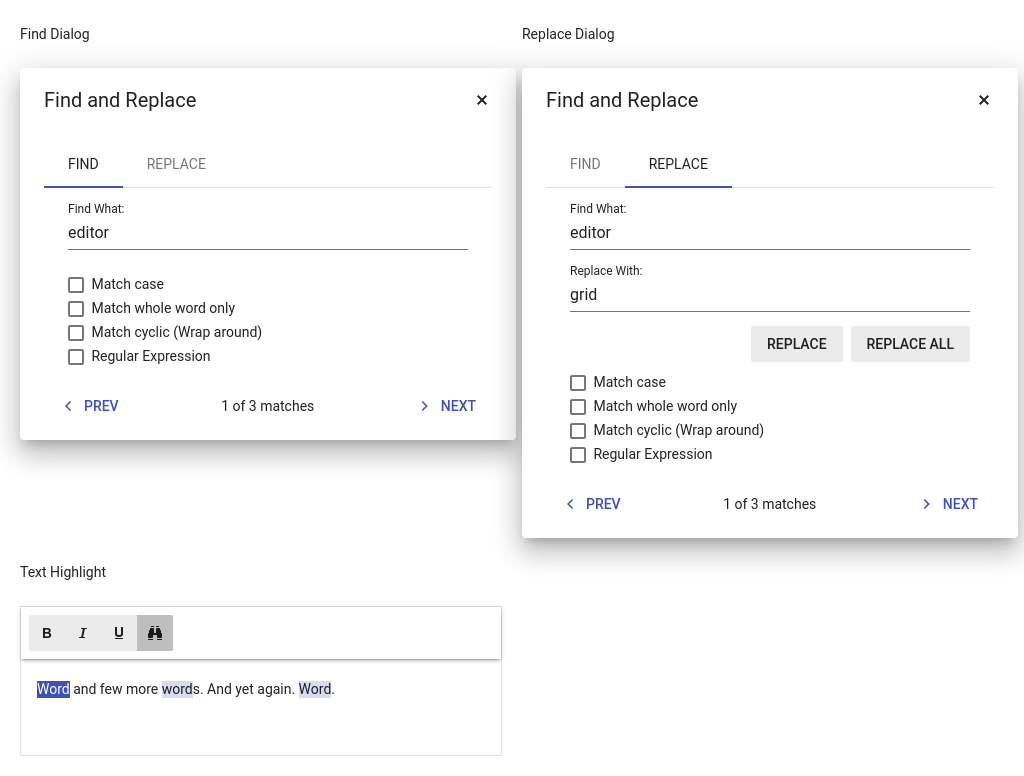 Find Dialog
Find and Replace ×
FIND REPLACE
Find What:
editor
Match case
Match whole word only
Match cyclic (Wrap around)
Regular Expression
PREV 1 of 3 matches NEXT
Replace Dialog
Find and Replace ×
FIND REPLACE
Find What:
editor
Replace With:
grid
REPLACE REPLACE ALL
Match case
Match whole word only
Match cyclic (Wrap around)
Regular Expression
PREV 1 of 3 matches NEXT
Text Highlight
B I U
Word and few more words. And yet again. Word.